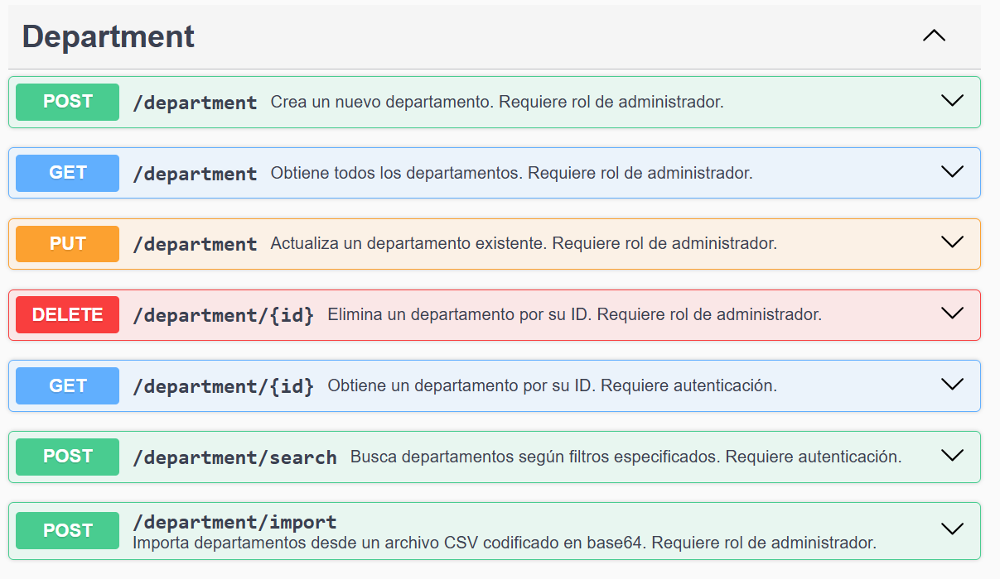 Department
POST /department Crea un nuevo departamento. Requiere rol de administrador.
GET /department Obtiene todos los departamentos. Requiere rol de administrador.
PUT /department Actualiza un departamento existente. Requiere rol de administrador.
DELETE /department/{id} Elimina un departamento por su ID. Requiere rol de administrador.
GET /department/{id} Obtiene un departamento por su ID. Requiere autenticación.
POST /department/search Busca departamentos según filtros especificados. Requiere autenticación.
POST /department/import
Importa departamentos desde un archivo CSV codificado en base64. Requiere rol de administrador.